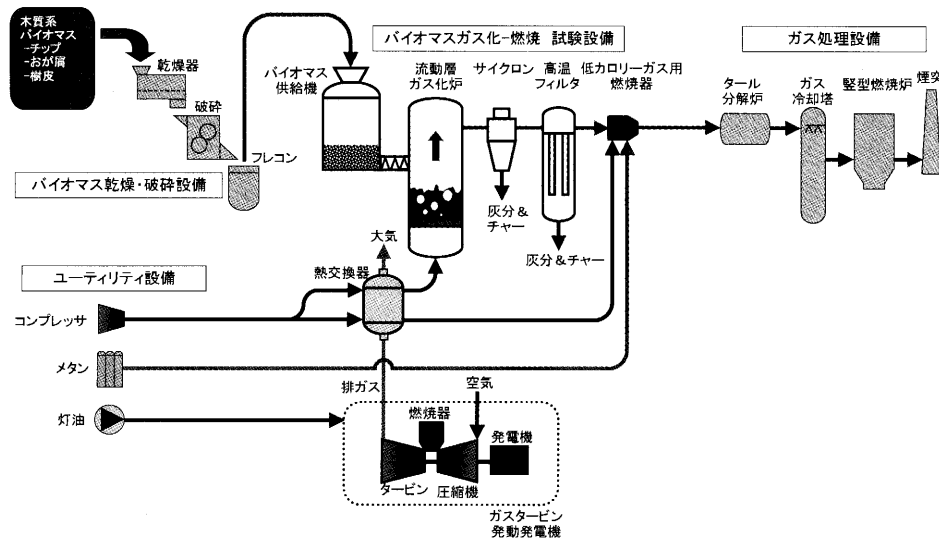 木質系
バイオマス
-チップ
-おが屑
-樹皮
乾燥器
破砕
フレコン
バイオマス乾燥・破砕設備
バイオマスガス化-燃焼 試験設備
バイオマス
供給機
流動層
ガス化炉
サイクロン
高温
フィルタ
低カロリーガス用
燃焼器
灰分&
チャー
灰分&チャー
ガス処理設備
タール
分解炉
ガス
冷却塔
竪型燃焼炉
煙突
大気
熱交換器
ユーティリティ設備
コンプレッサ
メタン
灯油
排ガス
空気
燃焼器
発電機
タービン
圧縮機
ガスタービン
発動発電機